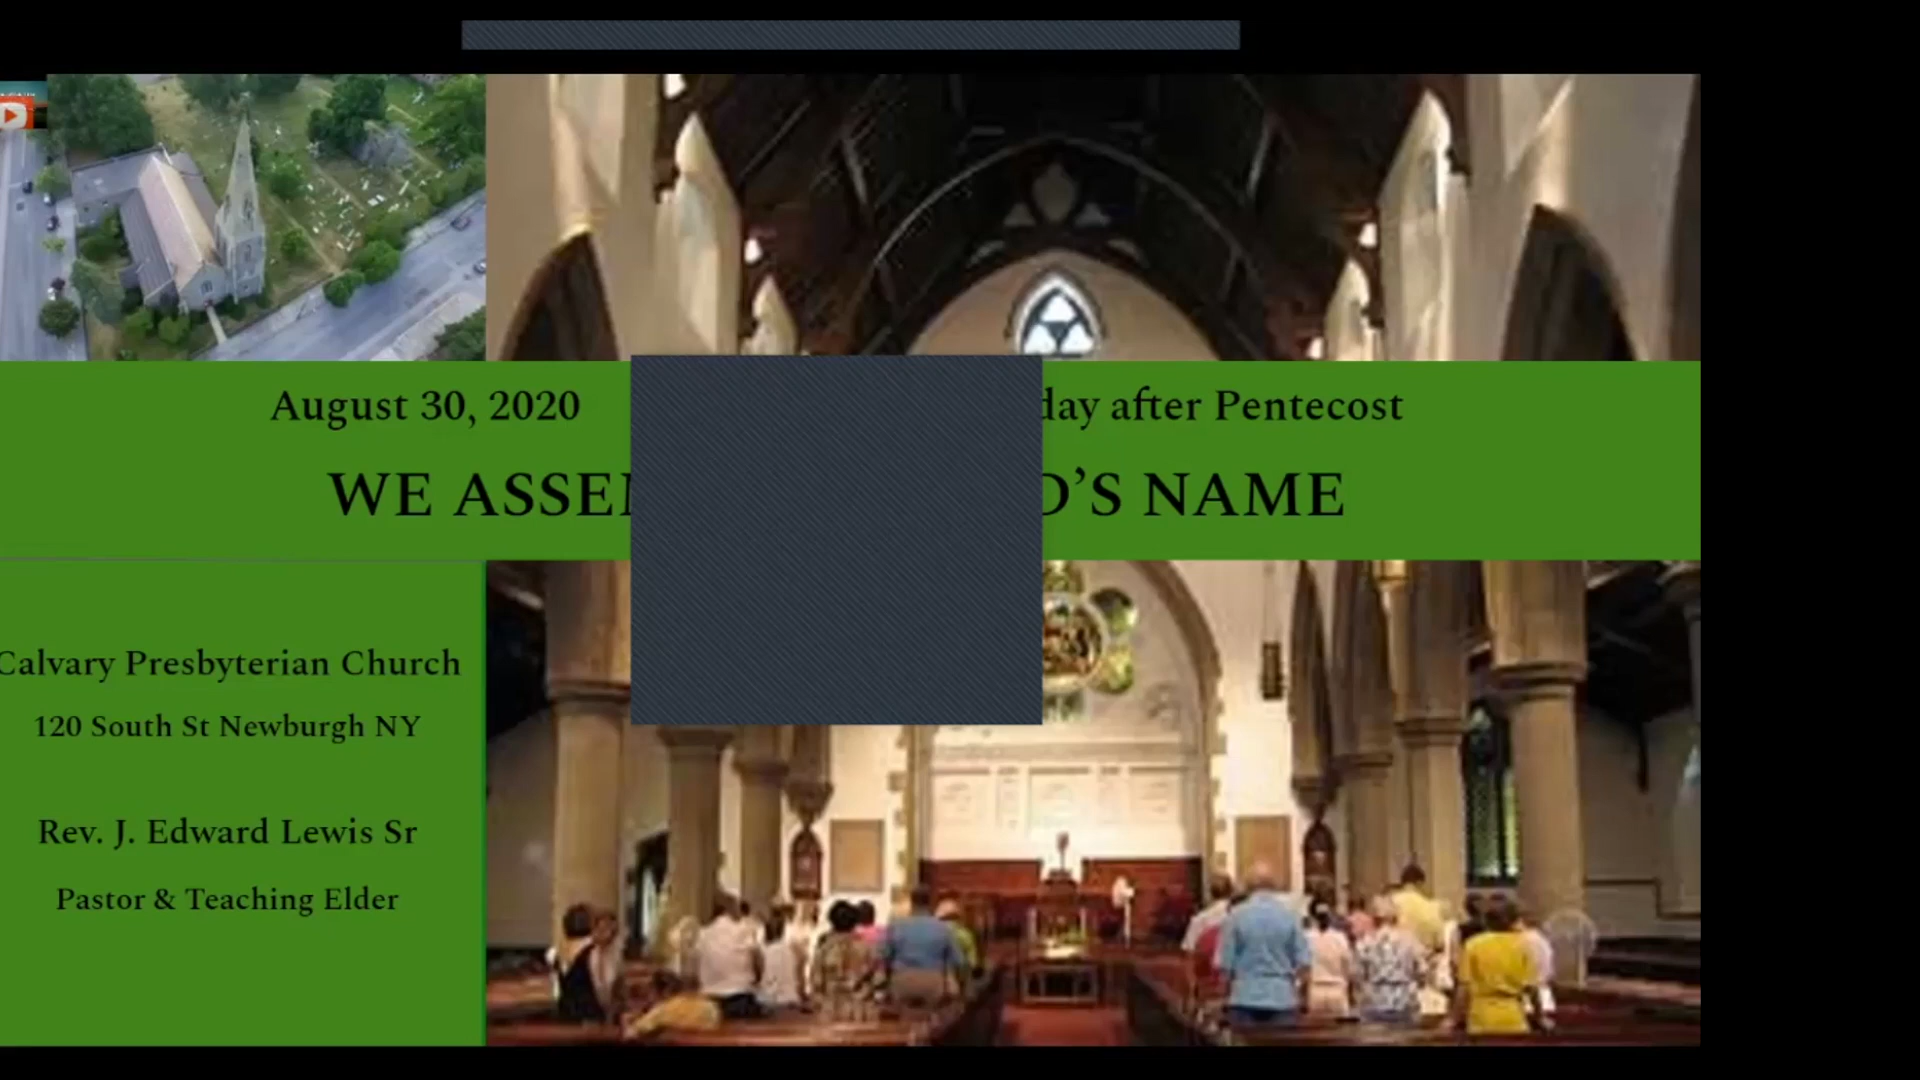 August 30, 2020 day after Pentecost
WE ASSE D'S NAME
Calvary Presbyterian Church
120 South St Newburgh NY
Rev. J. Edward Lewis Sr
Pastor & Teaching Elder